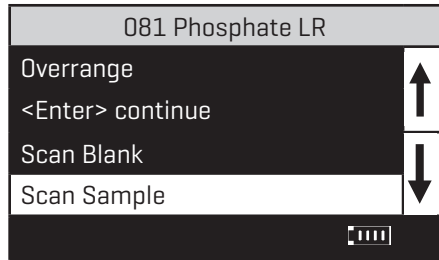 081 Phosphate LR
Overrange
<Enter> continue
Scan Blank
Scan Sample